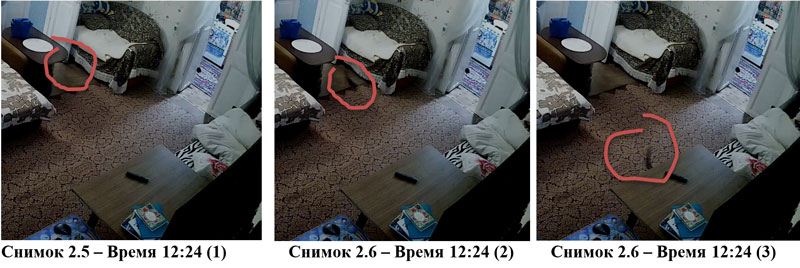 Снимок 2.5 – Время 12:24 (1)
Снимок 2.6 – Время 12:24 (2)
Снимок 2.6 – Время 12:24 (3)